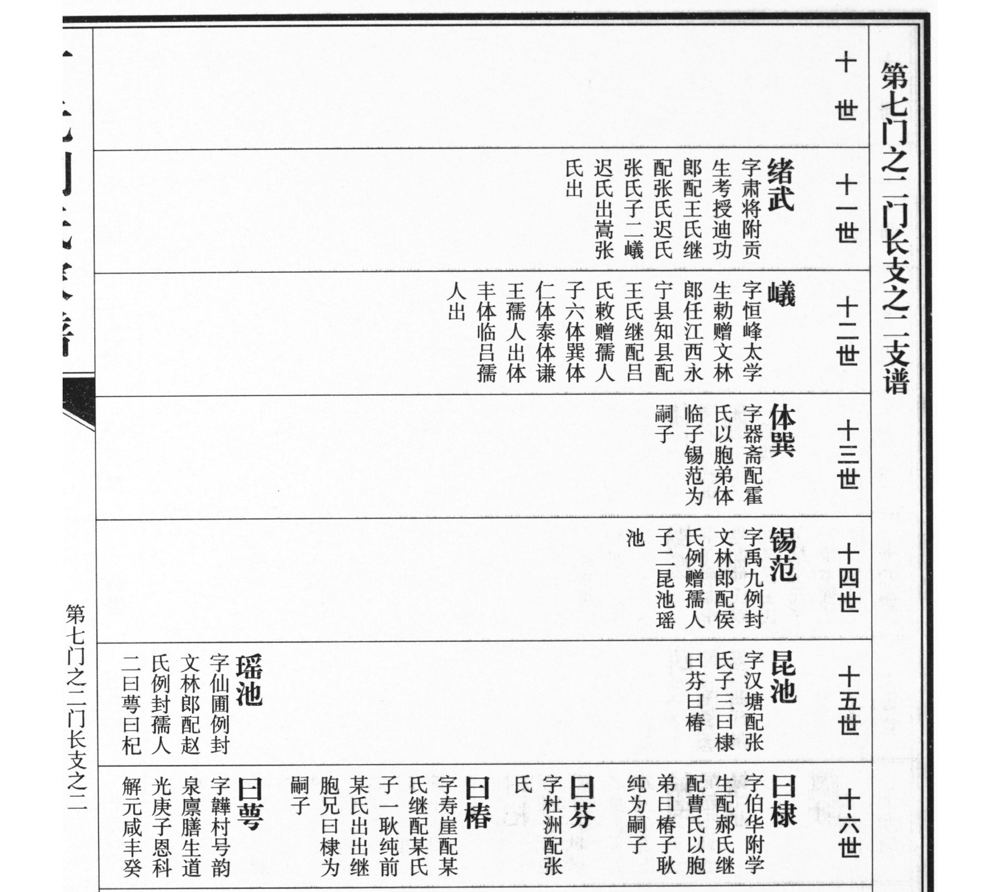 第七门之二门长支之二支谱
十世
十一世
绪武
字肃将附贡
生考授迪功
郎配王氏继
配张氏迟氏
张氏子二嶬
迟氏出嵩张
氏出
十二世
嶬
字恒峰太学
生勅赠文林
郎任江西永
宁县知县配
王氏继配吕
氏敕赠孺人
子六体巽体
仁体泰体谦
王孺人出体
丰体临吕孺
人出
十三世
体巽
字器斋配霍
氏以胞弟体
临子锡范为
嗣子
十四世
锡范
字禹九例封
文林郎配侯
氏例赠孺人
子二昆池瑶
池
十五世
昆池
字汉塘配张
氏子三曰棣
曰芬曰椿
瑶池
字仙圃例封
文林郎配赵
氏例封孺人
二曰萼曰杞
十六世
曰棣
字伯华附学
生配郝氏继
配曹氏以胞
弟曰椿子耿
纯为嗣子
曰芬
字杜洲配张
氏
曰椿
字寿崖配某
氏继配某氏
子一耿纯前
某氏出出继
胞兄曰棣为
嗣子
曰萼
字韡村号韵
泉廪膳生道
光庚子恩科
解元咸丰癸
第七门之二门长支之二